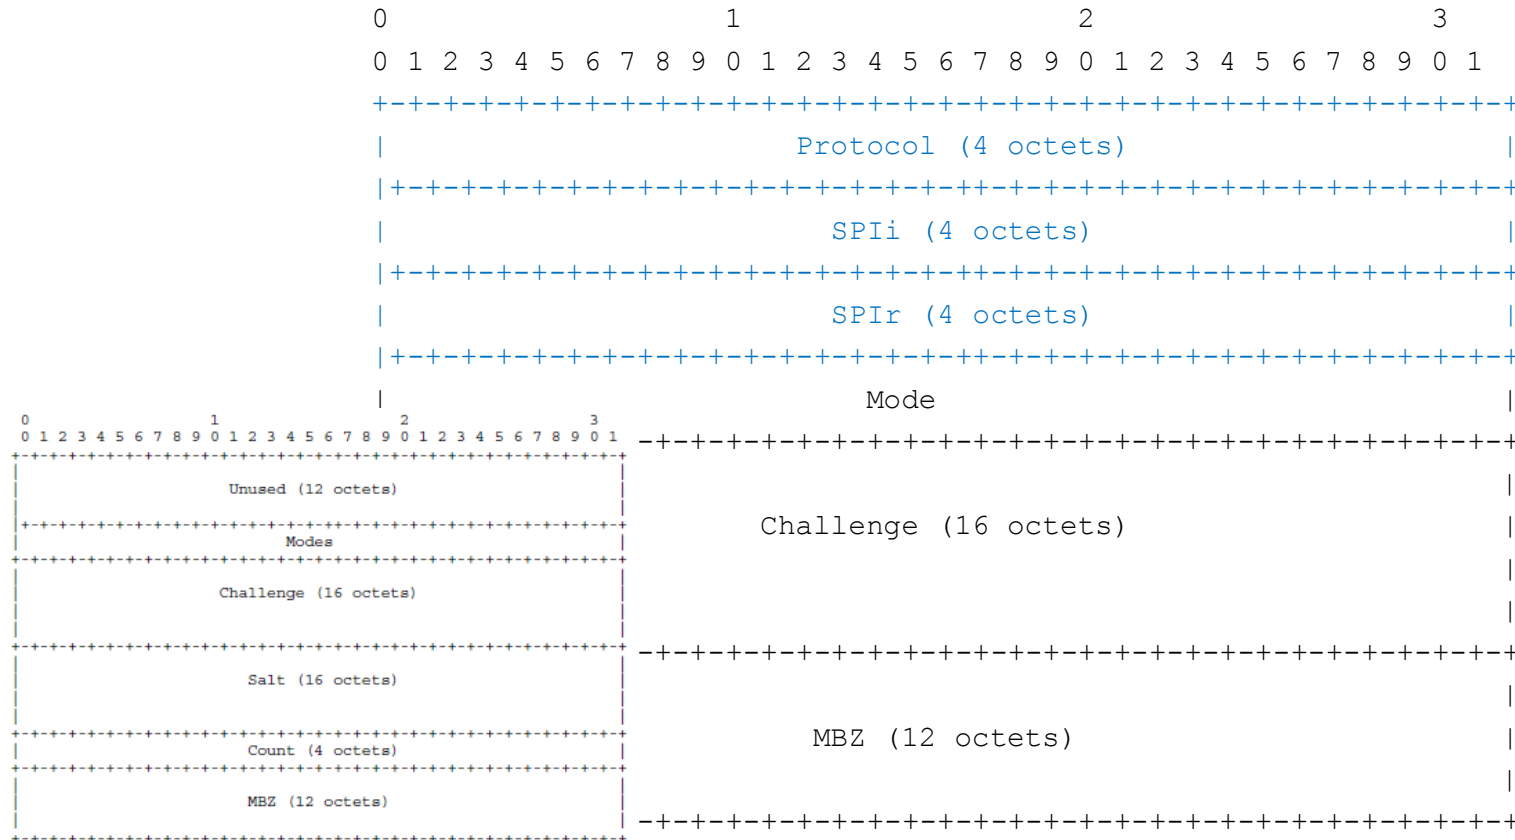 0 1 2 3
0 1 2 3 4 5 6 7 8 9 0 1 2 3 4 5 6 7 8 9 0 1 2 3 4 5 6 7 8 9 0 1
+-+-+-+-+-+-+-+-+-+-+-+-+-+-+-+-+-+-+-+-+-+-+-+-+-+-+-+-+-+-+-+-+
| Protocol (4 octets) |
|+-+-+-+-+-+-+-+-+-+-+-+-+-+-+-+-++-+-+-+-+-+-+-+-+-+-+-+-+-+-+-+
| SPIi (4 octets) |
|+-+-+-+-+-+-+-+-+-+-+-+-+-+-+-+-++-+-+-+-+-+-+-+-+-+-+-+-+-+-+-+
| SPIr (4 octets) |
|+-+-+-+-+-+-+-+-+-+-+-+-+-+-+-+-++-+-+-+-+-+-+-+-+-+-+-+-+-+-+-+
| Mode |
-+-+-+-+-+-+-+-+-+-+-+-+-+-+-+-+-+-+-+-+-+-+-+-+-+
|
Challenge (16 octets) |
|
|
-+-+-+-+-+-+-+-+-+-+-+-+-+-+-+-+-+-+-+-+-+-+-+-+-+
|
MBZ (12 octets) |
|
-+-+-+-+-+-+-+-+-+-+-+-+-+-+-+-+-+-+-+-+-+-+-+-+-+
0 1 2 3
0 1 2 3 4 5 6 7 8 9 0 1 2 3 4 5 6 7 8 9 0 1 2 3 4 5 6 7 8 9 0 1
+-+-+-+-+-+-+-+-+-+-+-+-+-+-+-+-+-+-+-+-+-+-+-+-+-+-+-+-+-+-+-+-+
| |
| Unused (12 octets) |
| |
|+-+-+-+-+-+-+-+-+-+-+-+-+-+-+-+-++-+-+-+-+-+-+-+-+-+-+-+-+-+-+-+
| Modes |
+-+-+-+-+-+-+-+-+-+-+-+-+-+-+-+-+-+-+-+-+-+-+-+-+-+-+-+-+-+-+-+-+
| |
| Challenge (16 octets) |
| |
| |
+-+-+-+-+-+-+-+-+-+-+-+-+-+-+-+-+-+-+-+-+-+-+-+-+-+-+-+-+-+-+-+-+
| |
| Salt (16 octets) |
| |
| |
+-+-+-+-+-+-+-+-+-+-+-+-+-+-+-+-+-+-+-+-+-+-+-+-+-+-+-+-+-+-+-+-+
| Count (4 octets) |
+-+-+-+-+-+-+-+-+-+-+-+-+-+-+-+-+-+-+-+-+-+-+-+-+-+-+-+-+-+-+-+-+
| |
| MBZ (12 octets) |
| |
+-+-+-+-+-+-+-+-+-+-+-+-+-+-+-+-+-+-+-+-+-+-+-+-+-+-+-+-+-+-+-+-+